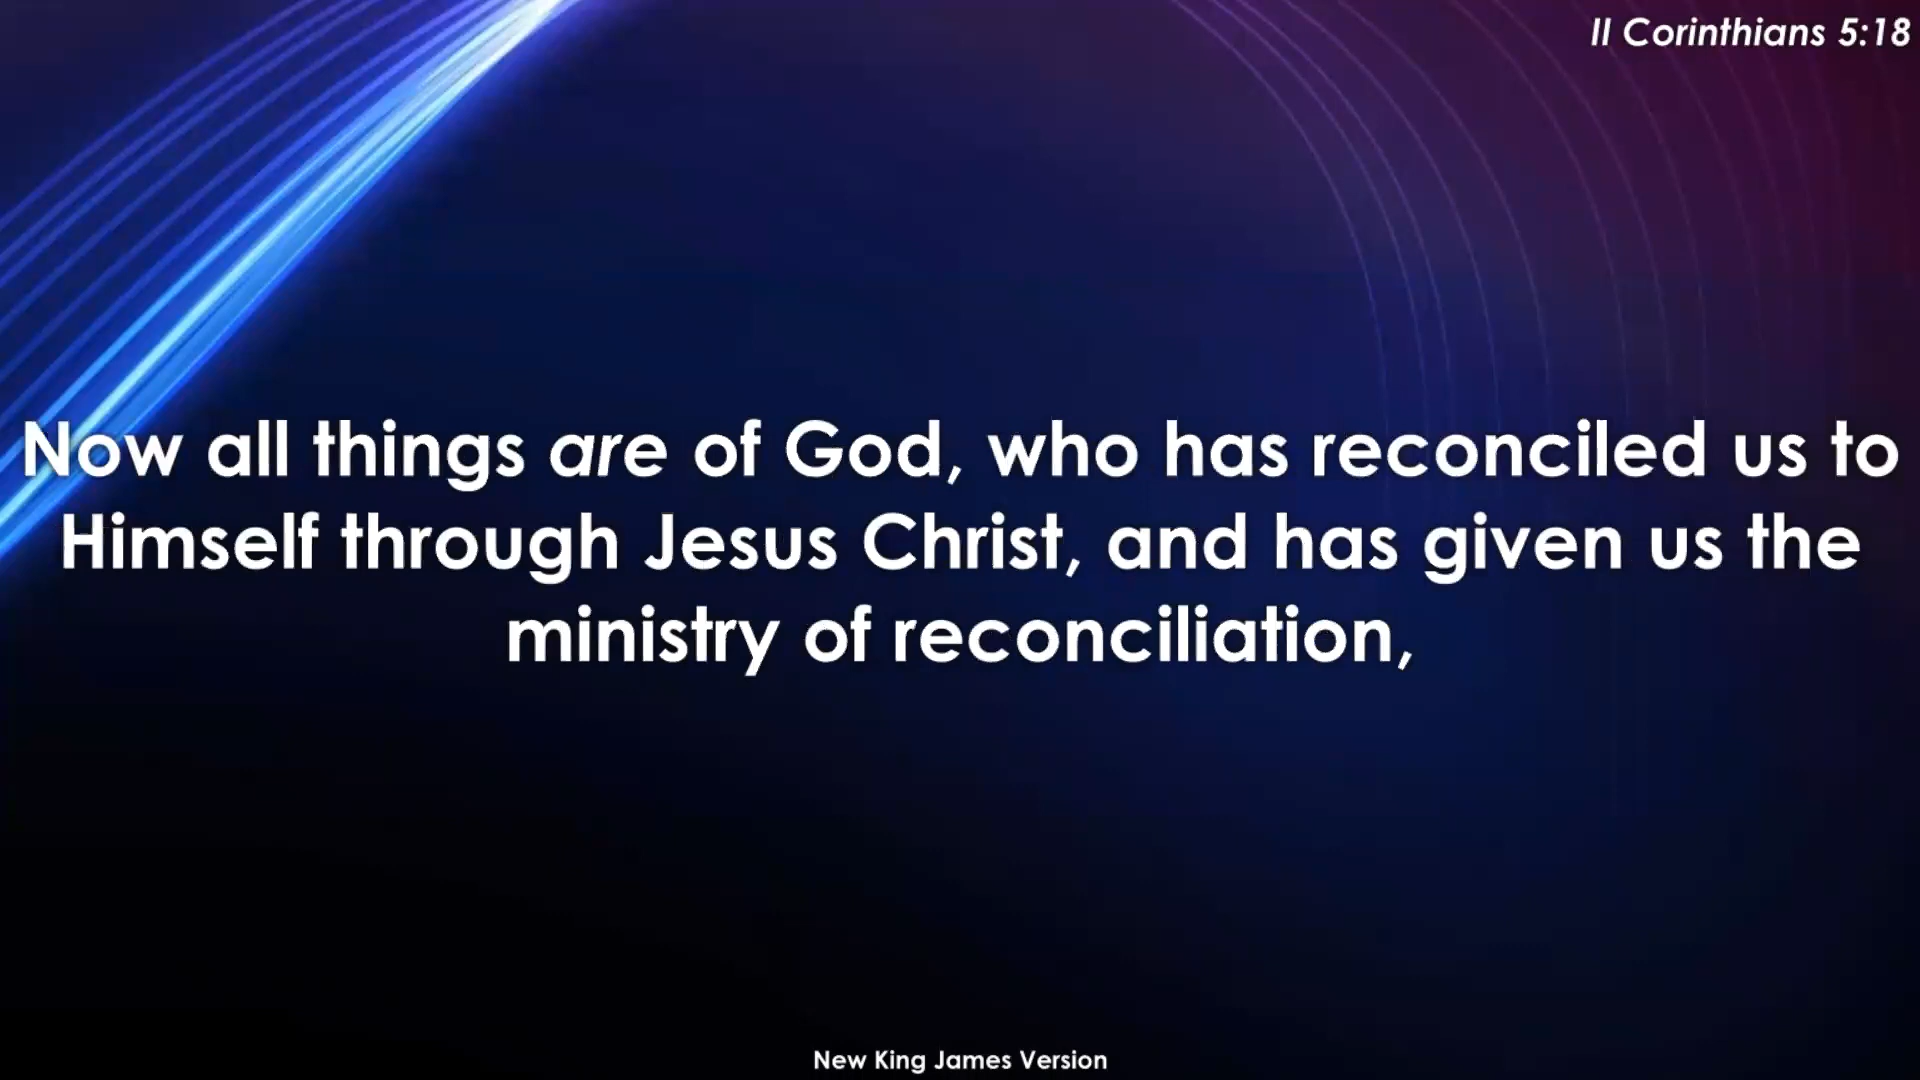 II Corinthians 5:18
Now all things are of God, who has reconciled us to
Himself through Jesus Christ, and has given us the
ministry of reconciliation,
New King James Version